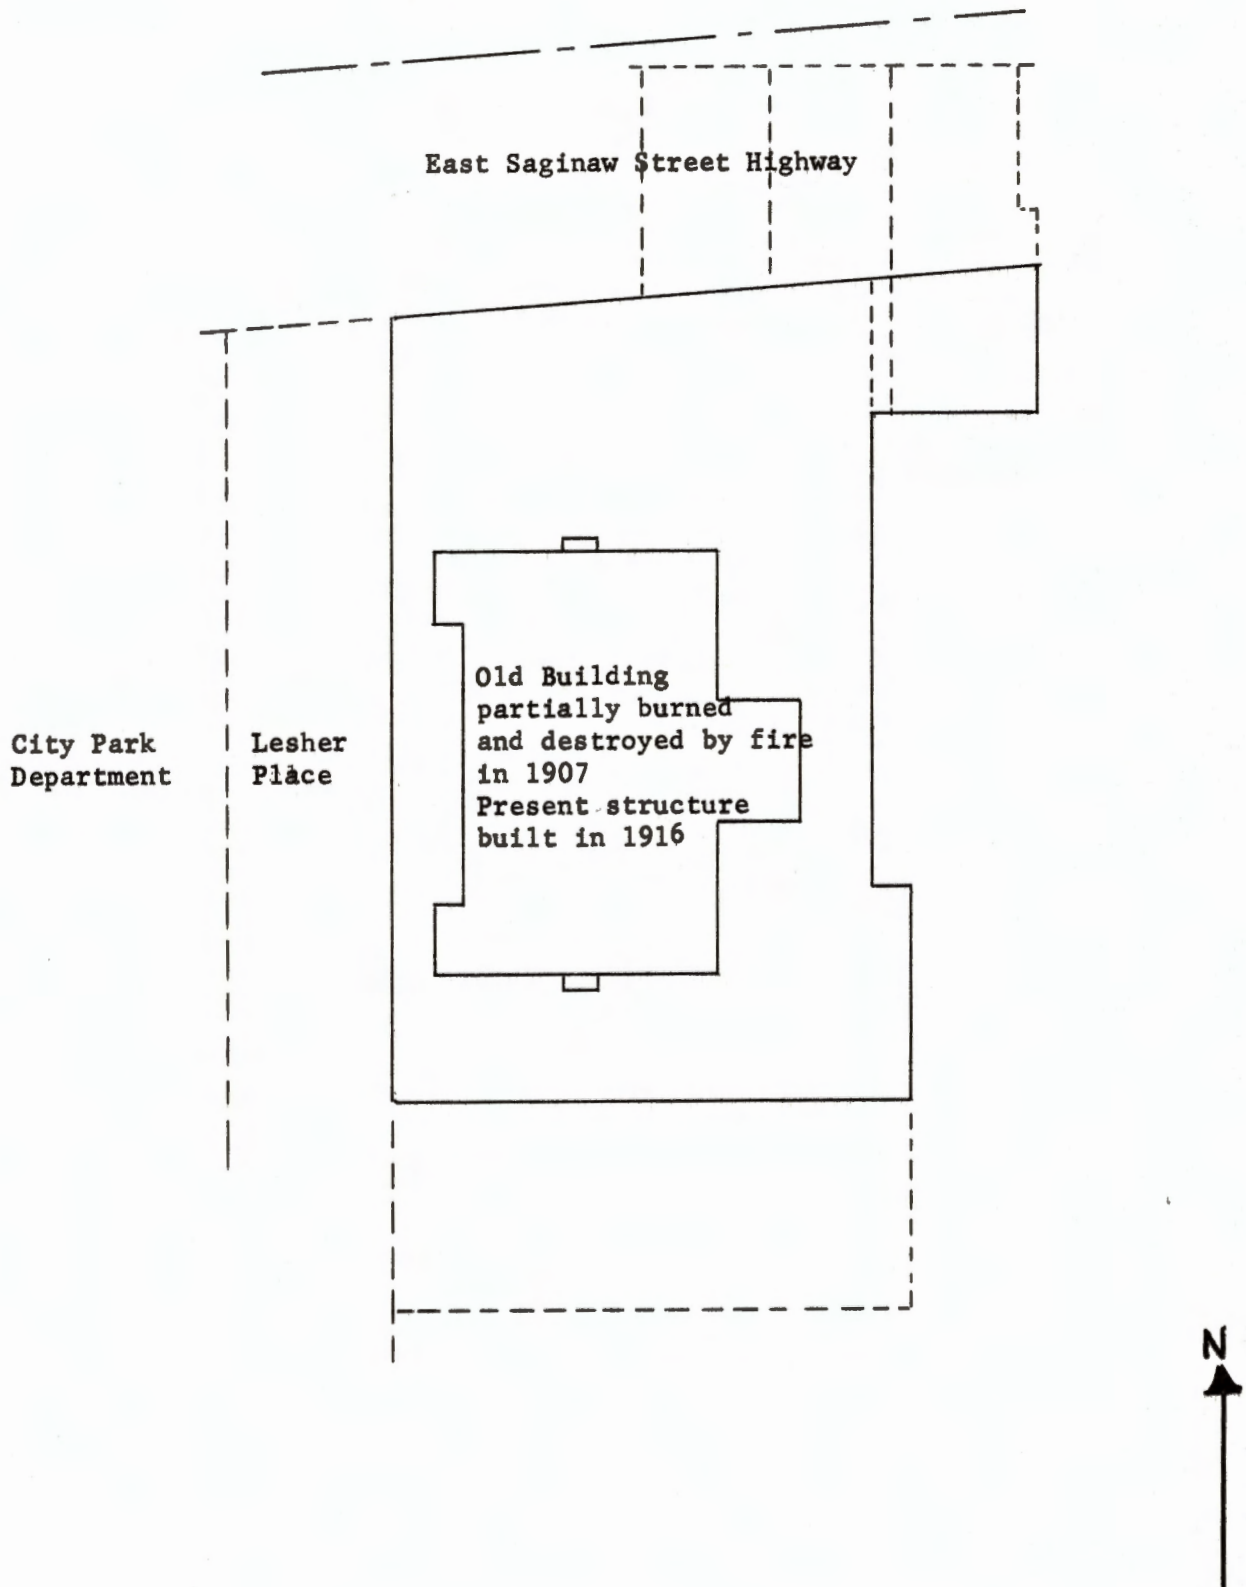 East Saginaw Street Highway
Old Building
partially burned
and destroyed by fire
in 1907
Present structure
built in 1916
City Park
Department
Lesher
Place
N